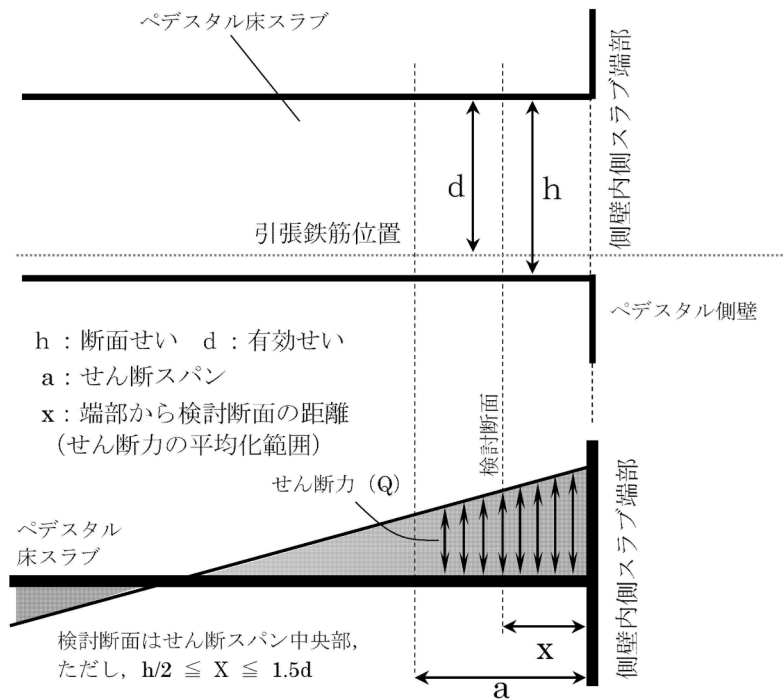 ペデスタル床スラブ
側壁内側スラブ端部
d
h
引張鉄筋位置
ペデスタル側壁
h:断面せい d:有効せい
a:せん断スパン
x:端部から検討断面の距離
(せん断力の平均化範囲)
検討断面
せん断力(Q)
ペデスタル
床スラブ
側壁内側スラブ端部
検討断面はせん断スパン中央部,
ただし,h/2 ≦ X ≦ 1.5d
x
a